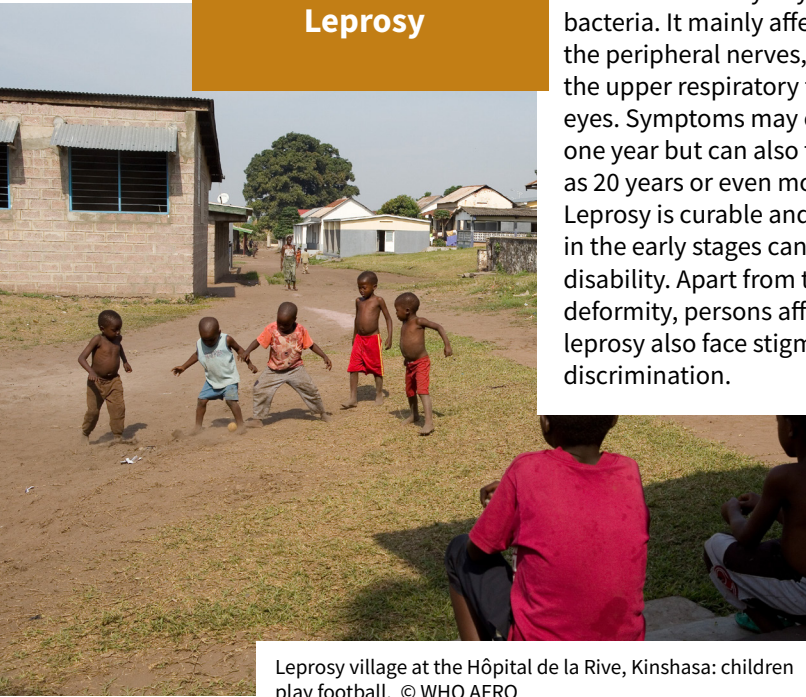 Leprosy
bacteria. It mainly
the peripheral nerves,
the upper respiratory
eyes. Symptoms may
one year but can also
as 20 years or even
Leprosy is curable and
in the early stages can
disability. Apart from
deformity, persons
leprosy also face
discrimination.
Leprosy village at the Hôpital de la Rive, Kinshasa: children
play football. © WHO AFRO